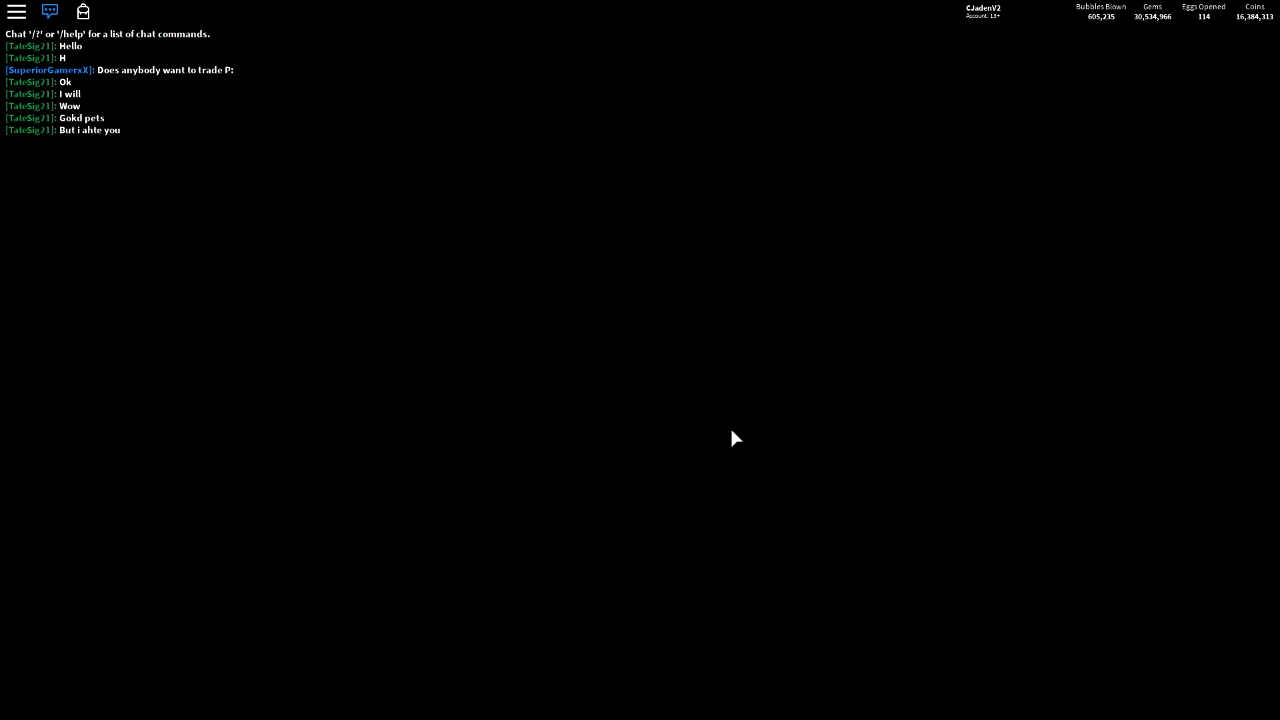 CJadenV2
Account: 13+
Bubbles Blown
605,235
Gems
30,534,966
Eggs Opened
114
Coins
16,384,313
Chat '/?' or '/help' for a list of chat commands.
[TateSig21]: Hello
[TateSig21]: H
[SuperiorGamerxX]: Does anybody want to trade P:
[TateSig21]: Ok
[TateSig21]: I will
[TateSig21]: Wow
[TateSig21]: Gokd pets
[TateSig21]: But i ahte you